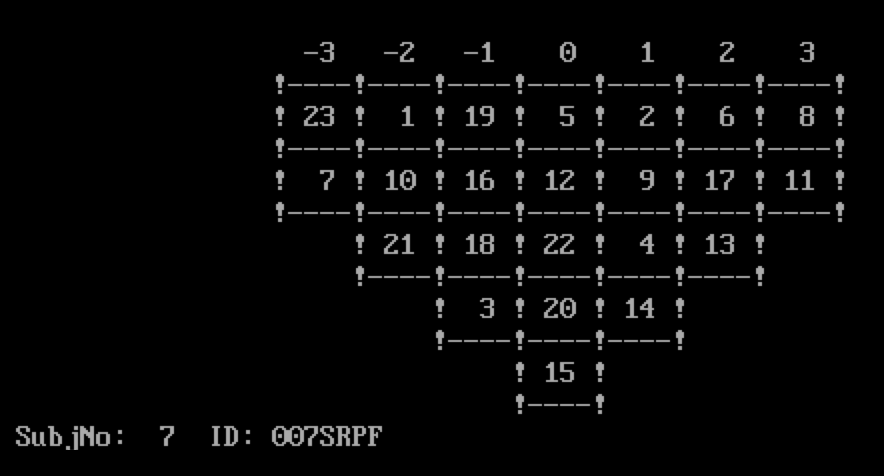 -3 -2 -1 0 1 2 3
!----!----!----!----!----!----!----!
! 23 ! 1 ! 19 ! 5 ! 2 ! 6 ! 8 !
!----!----!----!----!----!----!----!
! 7 ! 10 ! 16 ! 12 ! 9 ! 17 ! 11 !
!----!----!----!----!----!----!----!
! 21 ! 18 ! 22 ! 4 ! 13 !
!----!----!----!----!----!
! 3 ! 20 ! 14 !
!----!----!----!
! 15 !
!----!
SubjNo: 7 ID: 007SRPF